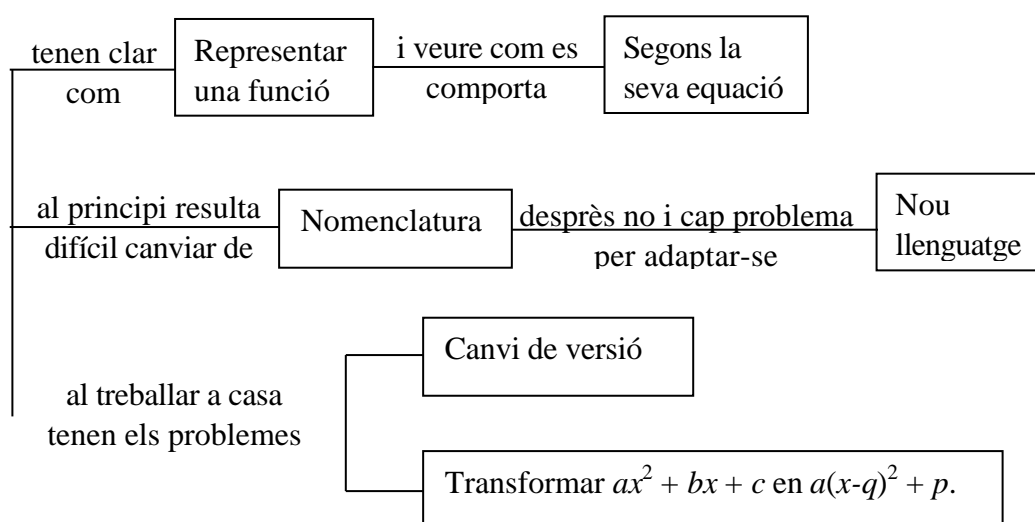 tenen clar
com
Representar
una funció
i veure com es
comporta
Segons la
seva equació
al principi resulta
difícil canviar de
Nomenclatura
desprès no i cap problema
per adaptar-se
Nou
llenguatge
Canvi de versió
al treballar a casa
tenen els problemes
Transformar ax² + bx + c en a(x-q)² + p.